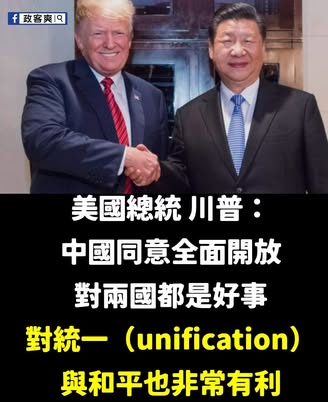 政客爽
美國總統 川普：
中國同意全面開放
對兩國都是好事
對統一（unification）
與和平也非常有利